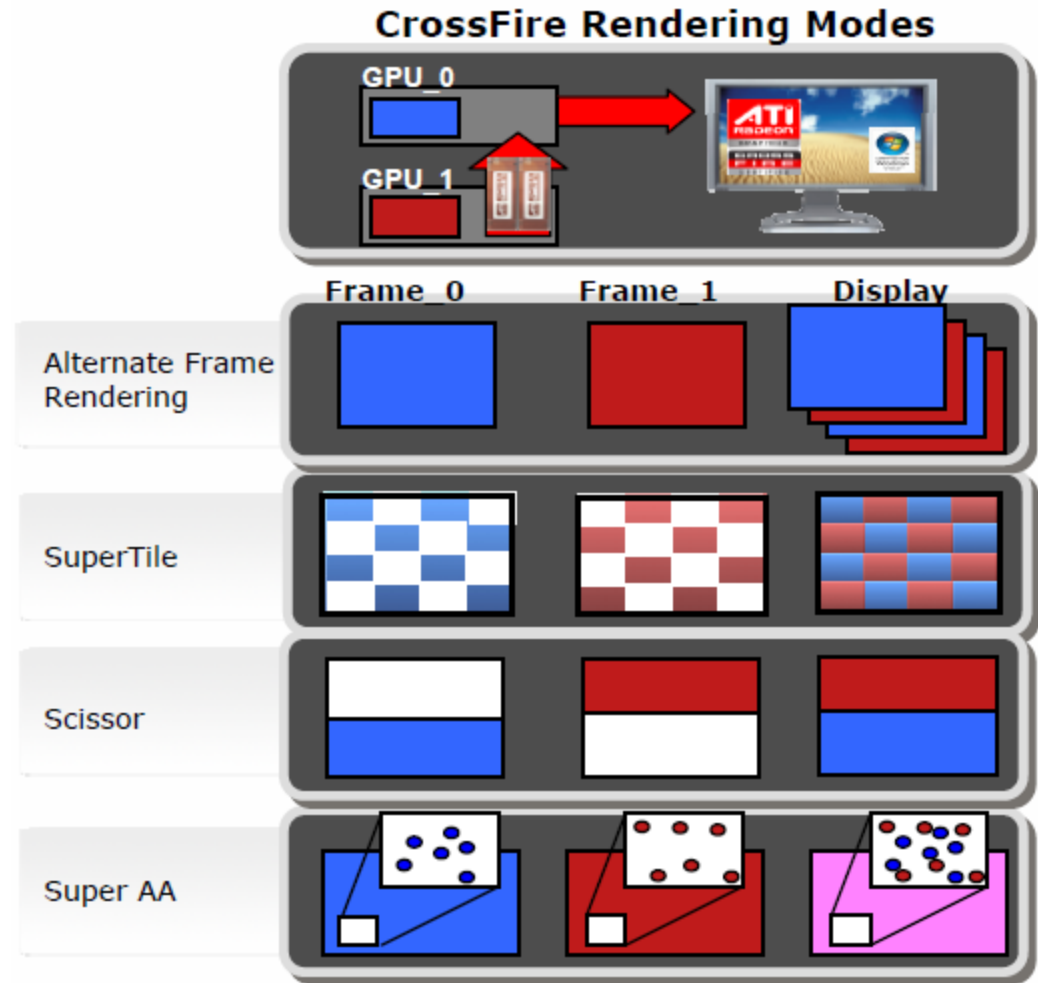 CrossFire Rendering Modes
GPU_0
GPU_1
ATI
RADEON
Frame_0
Frame_1
Display
Alternate Frame
Rendering
SuperTile
Scissor
Super AA